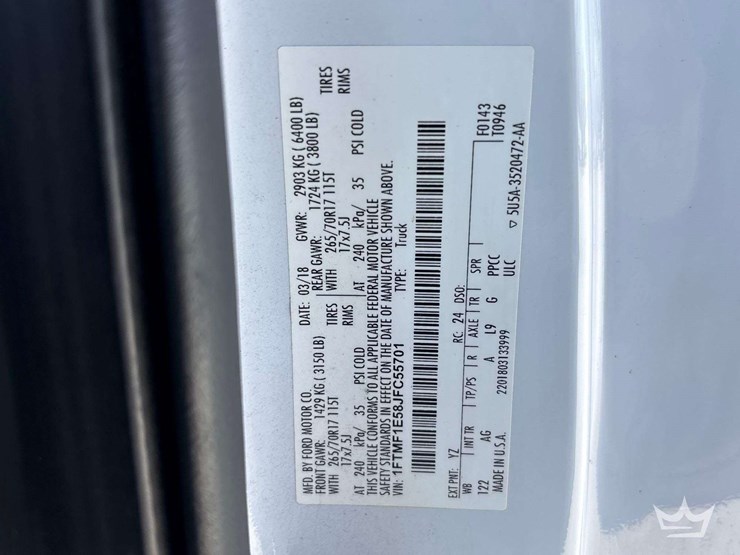 MFD. BY FORD MOTOR CO. DATE: 03/18 GVWR: 2903 KG ( 6400 LB)
FRONT GAWR: 1429 KG ( 3150 LB) REAR GAWR: 1724 KG ( 3800 LB)
WITH 265/70R17 115T TIRES WITH 265/70R17 115T TIRES
17x7.5J RIMS 17x7.5J RIMS
AT 240 kPa/ 35 PSI COLD AT 240 kPa/ 35 PSI COLD
THIS VEHICLE CONFORMS TO ALL APPLICABLE FEDERAL MOTOR VEHICLE
SAFETY STANDARDS IN EFFECT ON THE DATE OF MANUFACTURE SHOWN ABOVE.
VIN: 1FTMF1E58JFC55701 TYPE: Truck
EXT PNT: YZ RC: 24 DSO: F0143
WB INT TR TP/PS R AXLE TR SPR T0946
122 AG A L9 G PPCC
ULC
MADE IN U.S.A. 2201803133999 ▽ 5U5A-3520472-AA